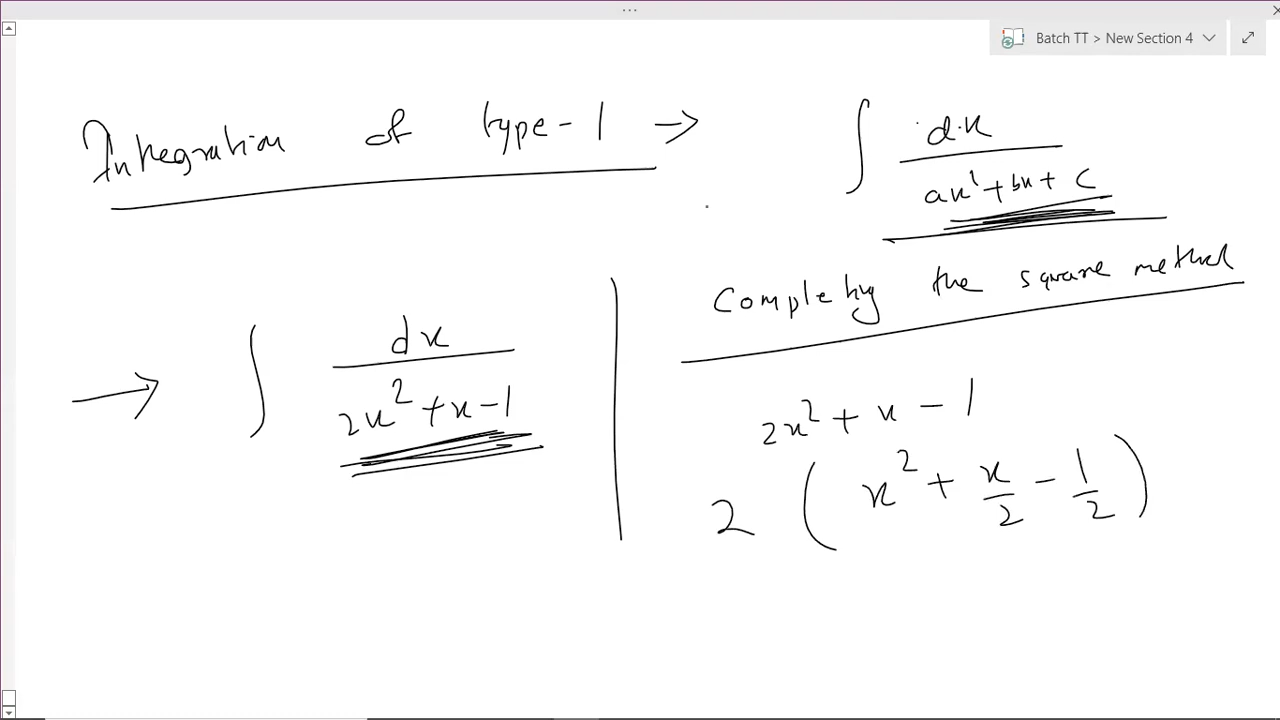 Batch TT > New Section 4
Integration of type-1 → ∫ dx / ax²+bx+c
Completing the square method
→ ∫ dx / 2x²+x-1
2x² + x - 1
2 ( x² + x/2 - 1/2 )